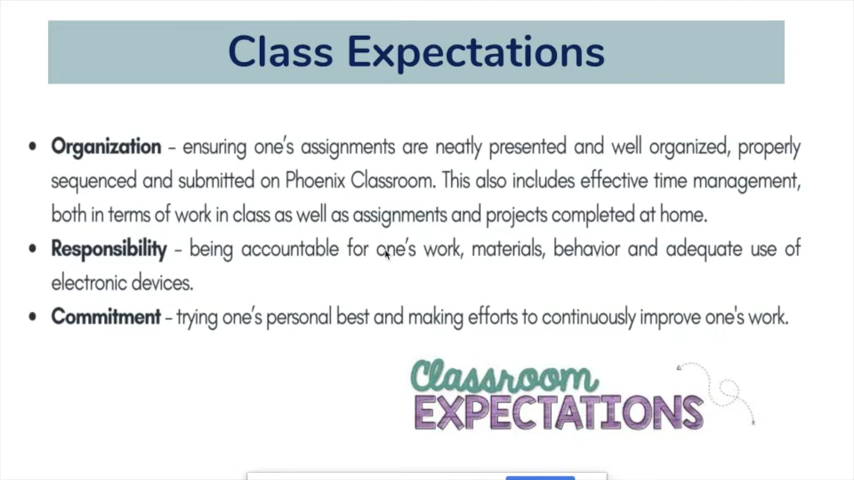 Class Expectations
• Organization – ensuring one's assignments are neatly presented and well organized, properly
sequenced and submitted on Phoenix Classroom. This also includes effective time management,
both in terms of work in class as well as assignments and projects completed at home.
• Responsibility – being accountable for one's work, materials, behavior and adequate use of
electronic devices.
• Commitment – trying one's personal best and making efforts to continuously improve one's work.
Classroom
EXPECTATIONS